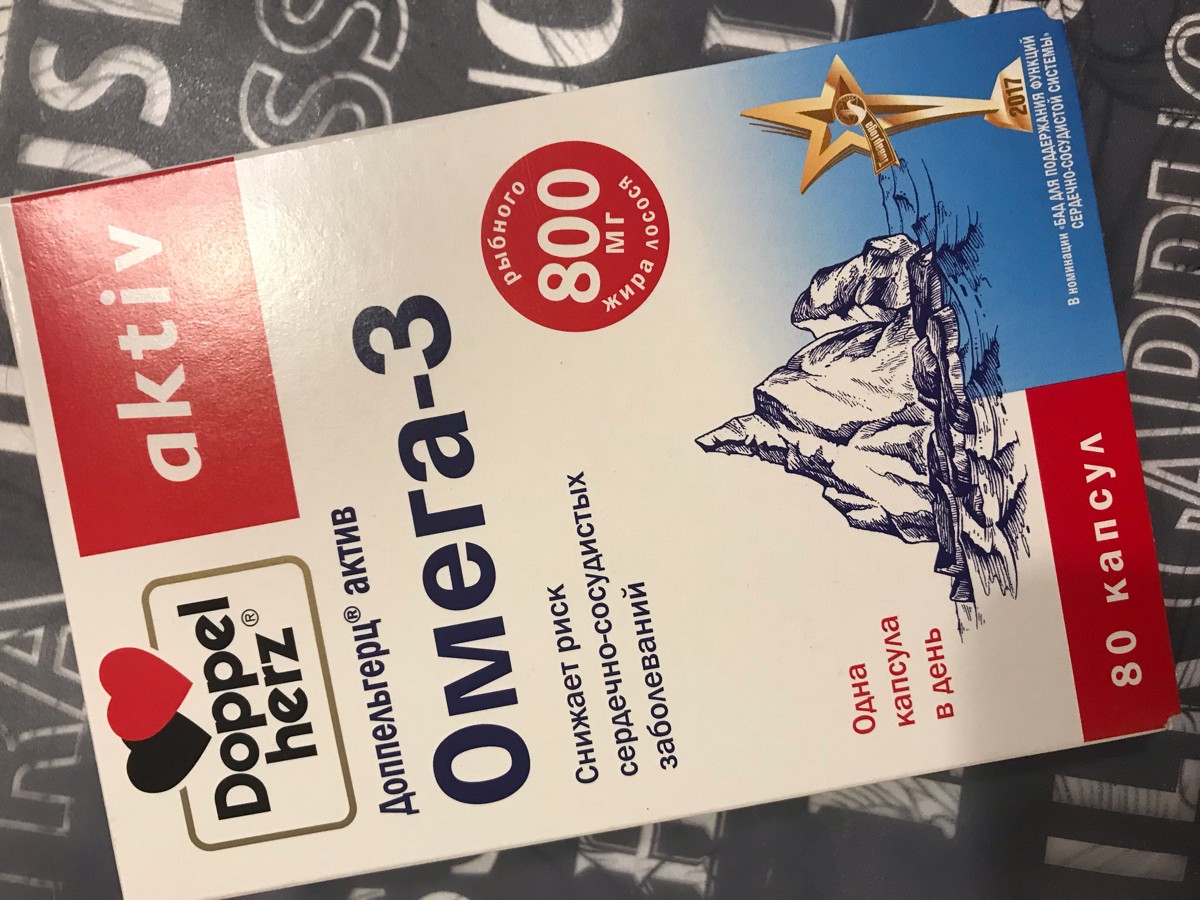 aktiv
Doppel
herz®
Доппельгерц® актив
Омега-3
Снижает риск
сердечно-сосудистых
заболеваний
рыбного
800
мг
жира лосося
Одна
капсула
в день
80 капсул
2017
В номинации «БАД ДЛЯ ПОДДЕРЖАНИЯ ФУНКЦИЙ
СЕРДЕЧНО-СОСУДИСТОЙ СИСТЕМЫ»